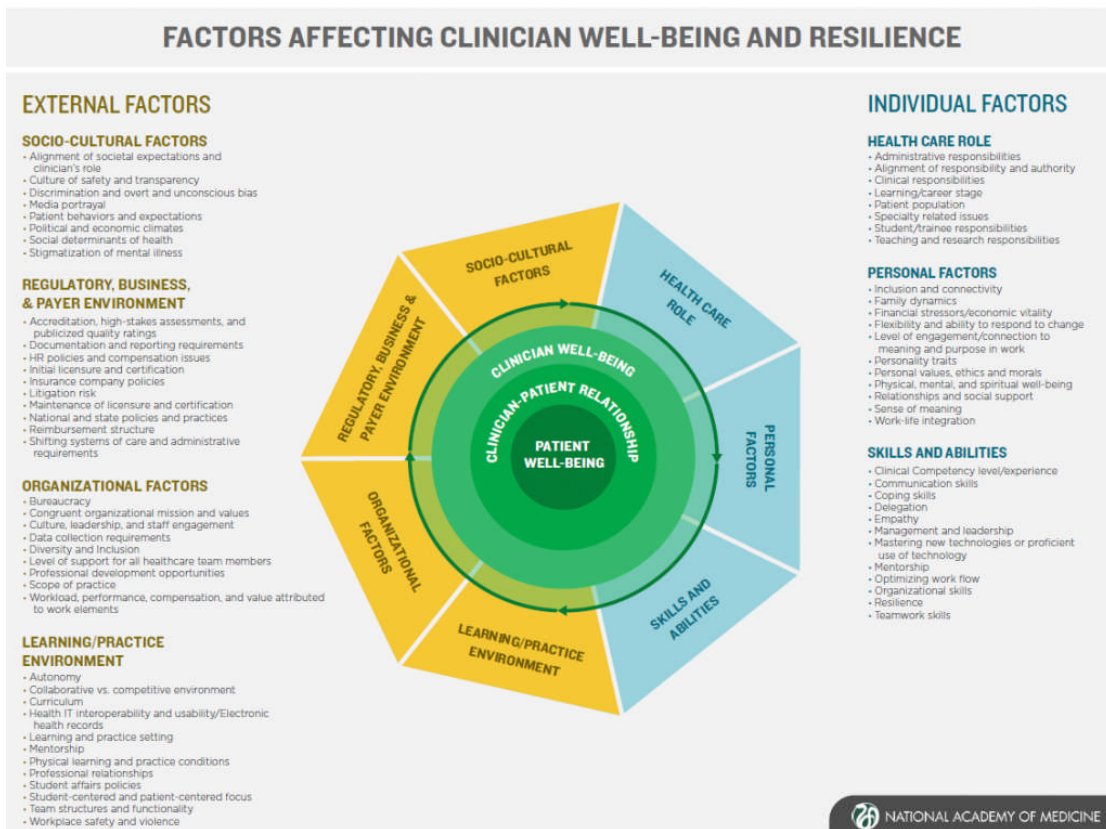 FACTORS AFFECTING CLINICIAN WELL-BEING AND RESILIENCE
EXTERNAL FACTORS
SOCIO-CULTURAL FACTORS
• Alignment of societal expectations and
clinician's role
• Culture of safety and transparency
• Discrimination and overt and unconscious bias
• Media portrayal
• Patient behaviors and expectations
• Political and economic climates
• Social determinants of health
• Stigmatization of mental illness
REGULATORY, BUSINESS,
& PAYER ENVIRONMENT
• Accreditation, high-stakes assessments, and
publicized quality ratings
• Documentation and reporting requirements
• HR policies and compensation issues
• Initial licensure and certification
• Insurance company policies
• Litigation risk
• Maintenance of licensure and certification
• National and state policies and practices
• Reimbursement structure
• Shifting systems of care and administrative
requirements
ORGANIZATIONAL FACTORS
• Bureaucracy
• Congruent organizational mission and values
• Culture, leadership, and staff engagement
• Data collection requirements
• Diversity and Inclusion
• Level of support for all healthcare team members
• Professional development opportunities
• Scope of practice
• Workload, performance, compensation, and value attributed
to work elements
LEARNING/PRACTICE
ENVIRONMENT
• Autonomy
• Collaborative vs. competitive environment
• Curriculum
• Health IT interoperability and usability/Electronic
health records
• Learning and practice setting
• Mentorship
• Physical learning and practice conditions
• Professional relationships
• Student affairs policies
• Student-centered and patient-centered focus
• Team structures and functionality
• Workplace safety and violence
SOCIO-CULTURAL
FACTORS
HEALTH CARE
ROLE
REGULATORY, BUSINESS &
PAYER ENVIRONMENT
CLINICIAN WELL-BEING
CLINICIAN-PATIENT RELATIONSHIP
PATIENT
WELL-BEING
PERSONAL
FACTORS
ORGANIZATIONAL
FACTORS
LEARNING/PRACTICE
ENVIRONMENT
SKILLS AND
ABILITIES
INDIVIDUAL FACTORS
HEALTH CARE ROLE
• Administrative responsibilities
• Alignment of responsibility and authority
• Clinical responsibilities
• Learning/career stage
• Patient population
• Specialty related issues
• Student/trainee responsibilities
• Teaching and research responsibilities
PERSONAL FACTORS
• Inclusion and connectivity
• Family dynamics
• Financial stressors/economic vitality
• Flexibility and ability to respond to change
• Level of engagement/connection to
meaning and purpose in work
• Personality traits
• Personal values, ethics and morals
• Physical, mental, and spiritual well-being
• Relationships and social support
• Sense of meaning
• Work-life integration
SKILLS AND ABILITIES
• Clinical Competency level/experience
• Communication skills
• Coping skills
• Delegation
• Empathy
• Management and leadership
• Mastering new technologies or proficient
use of technology
• Mentorship
• Optimizing work flow
• Organizational skills
• Resilience
• Teamwork skills
NATIONAL ACADEMY OF MEDICINE